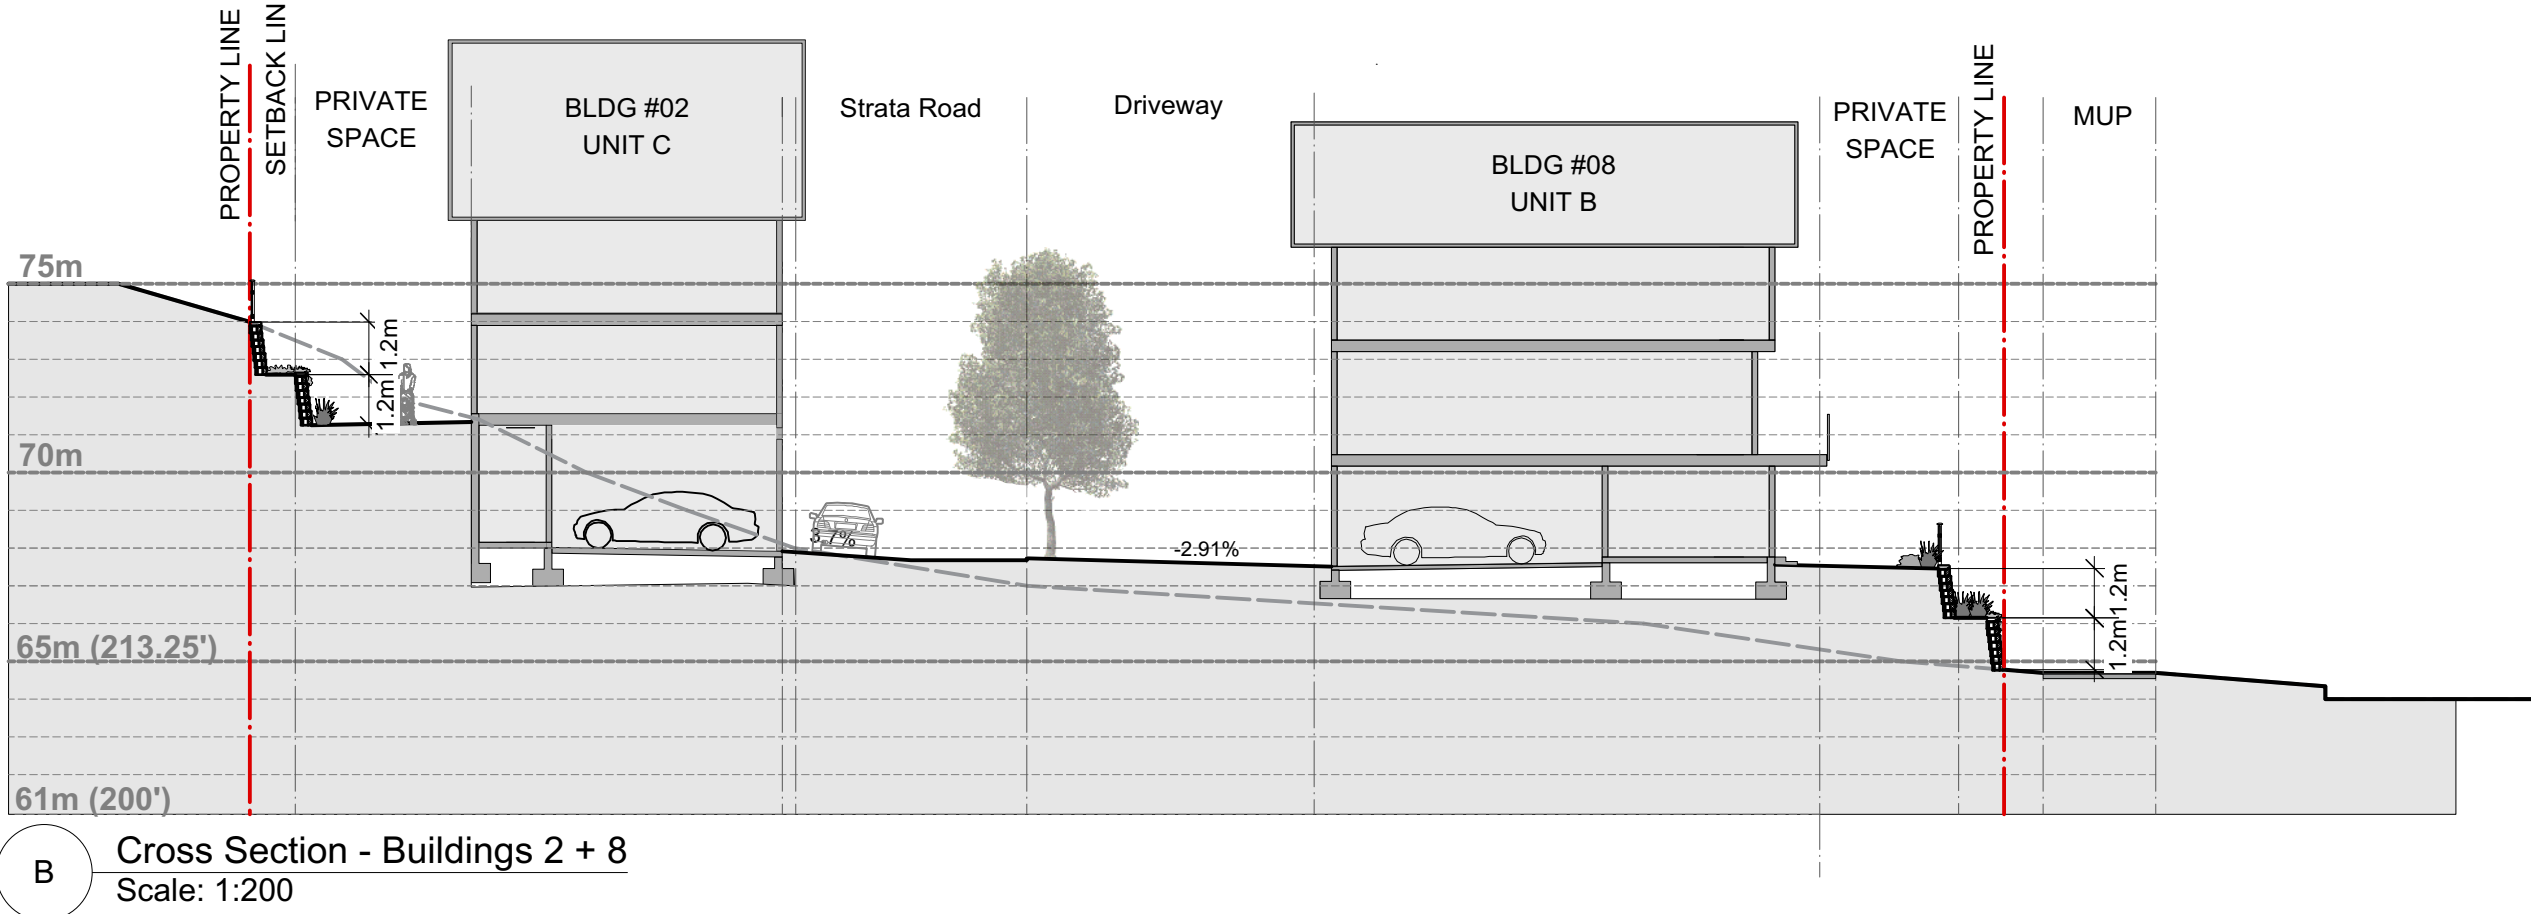 PROPERTY LINE
SETBACK LIN
PRIVATE
SPACE
BLDG #02
UNIT C
Strata Road
Driveway
BLDG #08
UNIT B
PRIVATE
SPACE
PROPERTY LINE
MUP
75m
1.2m
1.2m
70m
-2.91%
1.2m
1.2m
65m (213.25')
61m (200')
B
Cross Section - Buildings 2 + 8
Scale: 1:200